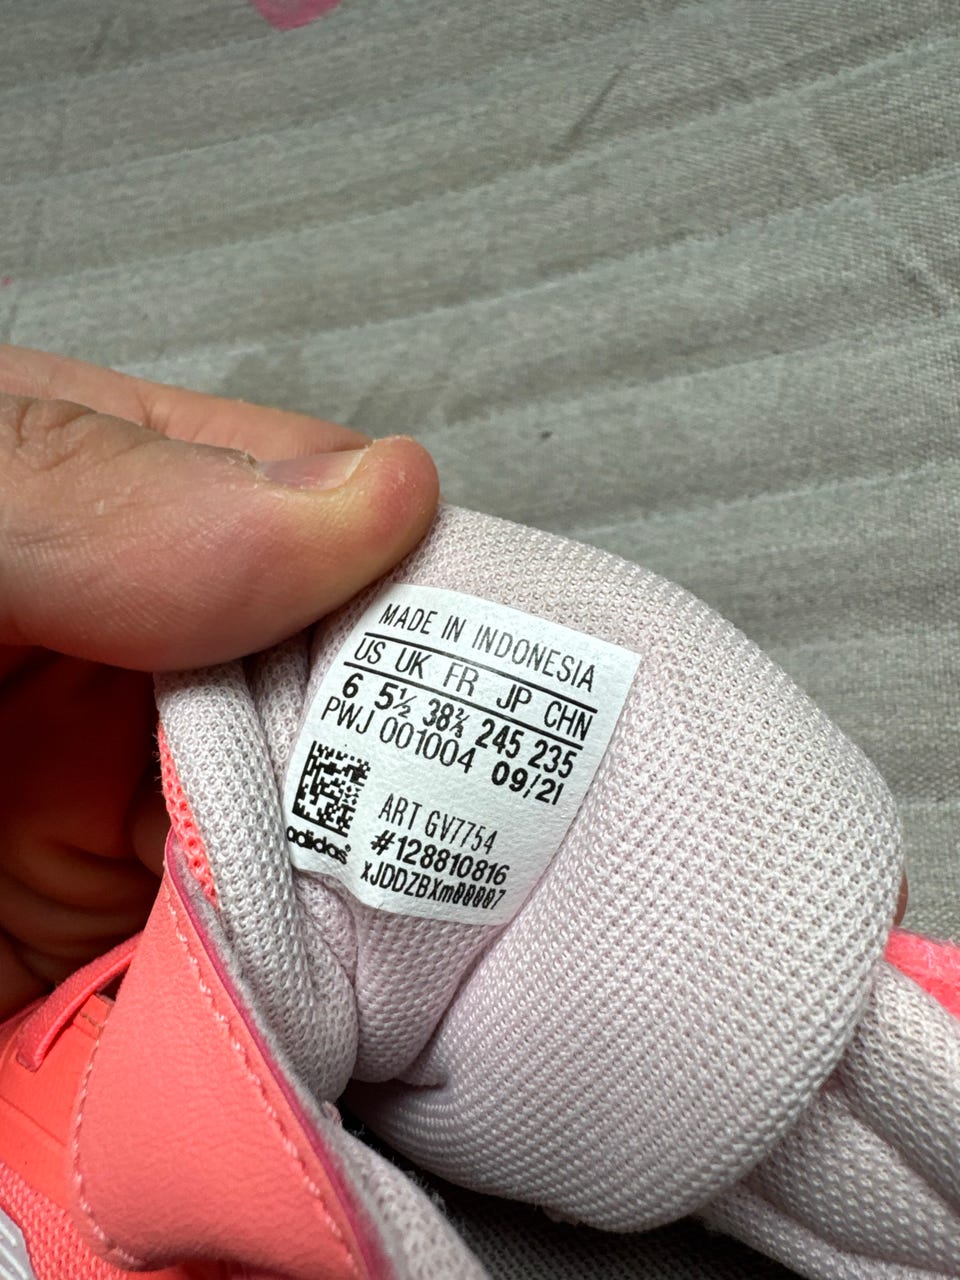 MADE IN INDONESIA
US UK FR JP CHN
6 5½ 38⅔ 245 235
PWJ 001004 09/21
ART GV7754
#128810816
adidas®
xJDDZBXm00007